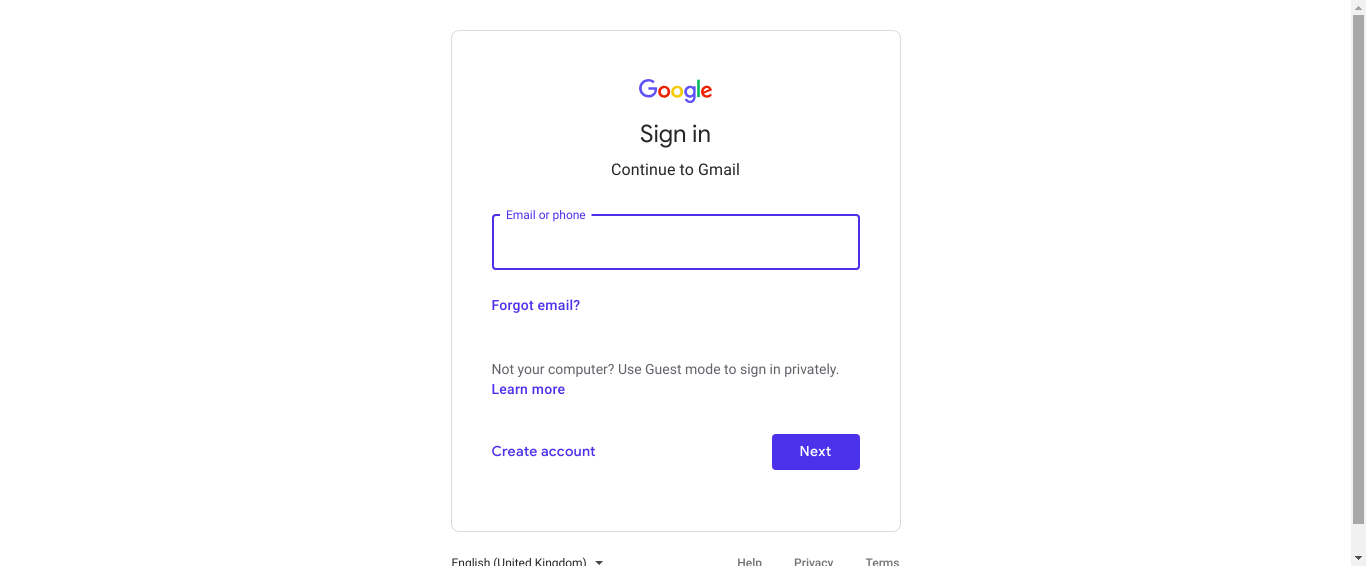 Google
Sign in
Continue to Gmail
Email or phone
Forgot email?
Not your computer? Use Guest mode to sign in privately.
Learn more
Create account
Next
English (United Kingdom)
Help
Privacy
Terms